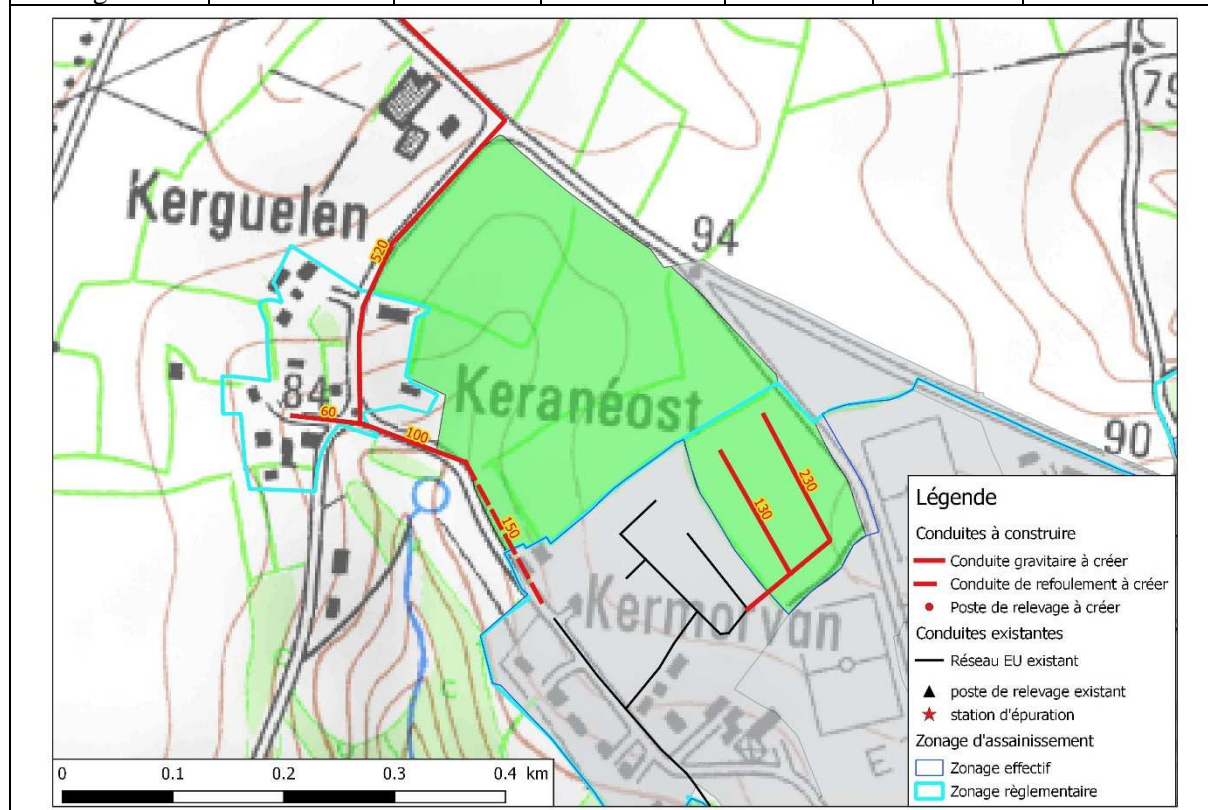 79
Kerguelen
94
520
84
60
100
Keranéost
90
150
130
230
Kermorvan
E
C
C
0 0.1 0.2 0.3 0.4 km
Légende
Conduites à construire
Conduite gravitaire à créer
Conduite de refoulement à créer
Poste de relevage à créer
Conduites existantes
Réseau EU existant
poste de relevage existant
station d'épuration
Zonage d'assainissement
Zonage effectif
Zonage règlementaire